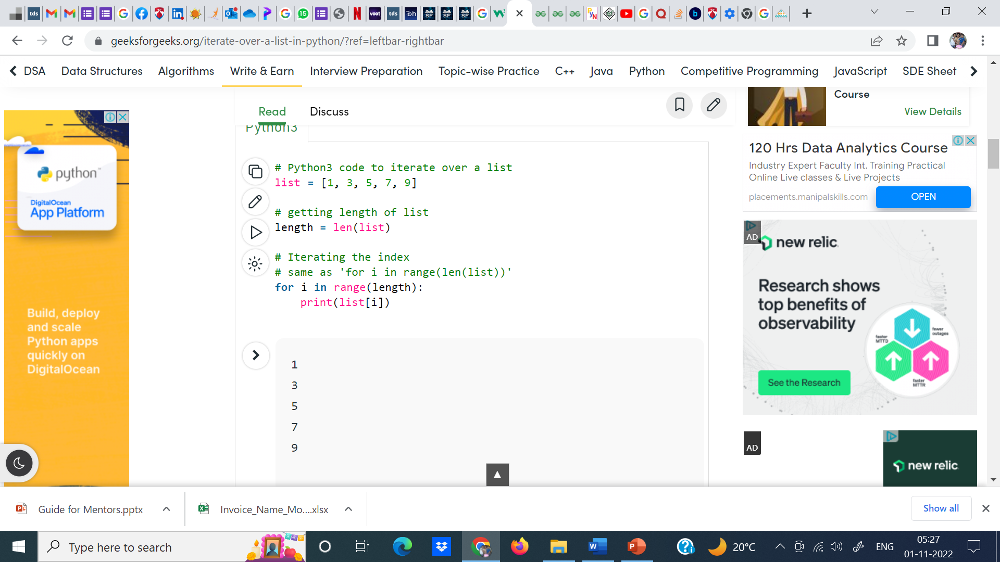 tds
15
voot
tds
geeksforgeeks.org/iterate-over-a-list-in-python/?ref=leftbar-rightbar
DSA Data Structures Algorithms Write & Earn Interview Preparation Topic-wise Practice C++ Java Python Competitive Programming JavaScript SDE Sheet
Read Discuss
Python3
# Python3 code to iterate over a list
list = [1, 3, 5, 7, 9]
# getting length of list
length = len(list)
# Iterating the index
# same as 'for i in range(len(list))'
for i in range(length):
print(list[i])
1
3
5
7
9
python
DigitalOcean
App Platform
Build, deploy
and scale
Python apps
quickly on
DigitalOcean
Course
View Details
120 Hrs Data Analytics Course
Industry Expert Faculty Int. Training Practical
Online Live classes & Live Projects
placements.manipalskills.com OPEN
AD
new relic
Research shows
top benefits of
observability
fewer
outages
faster
MTTD
faster
MTTR
See the Research
AD
new relic
Guide for Mentors.pptx
Invoice_Name_Mo....xlsx
Show all
Type here to search
20°C
ENG
05:27
01-11-2022